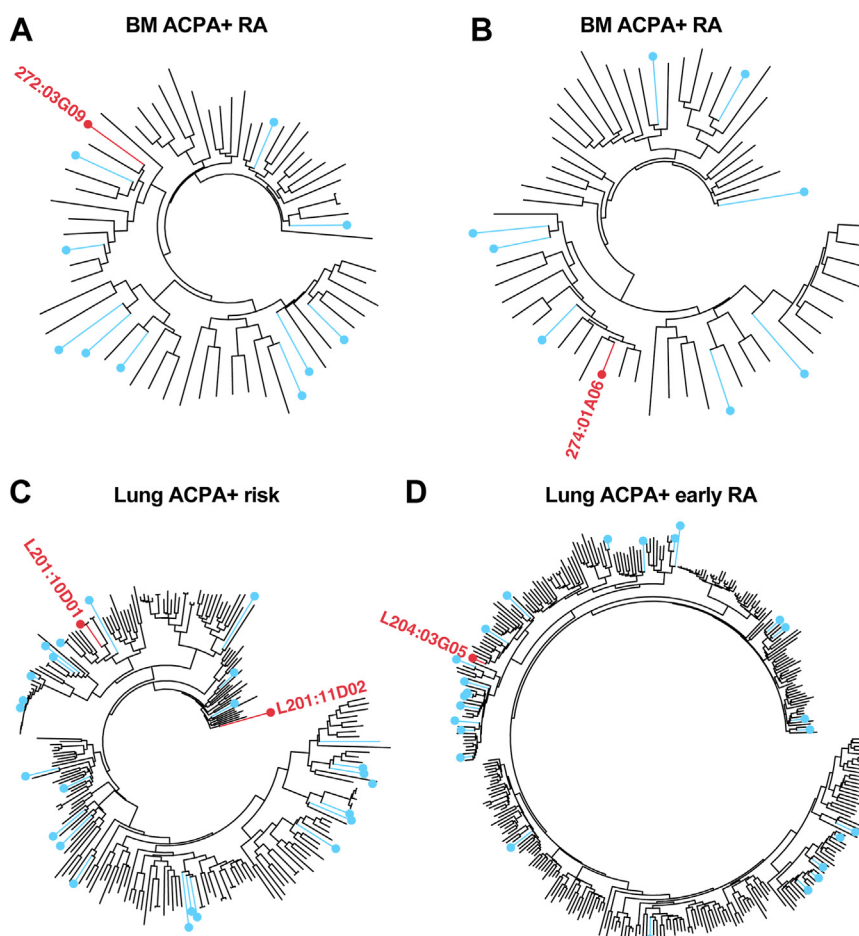 A
BM ACPA+ RA
272:03G09
B
BM ACPA+ RA
274:01A06
C
Lung ACPA+ risk
L201:10D01
L201:11D02
D
Lung ACPA+ early RA
L204:03G05